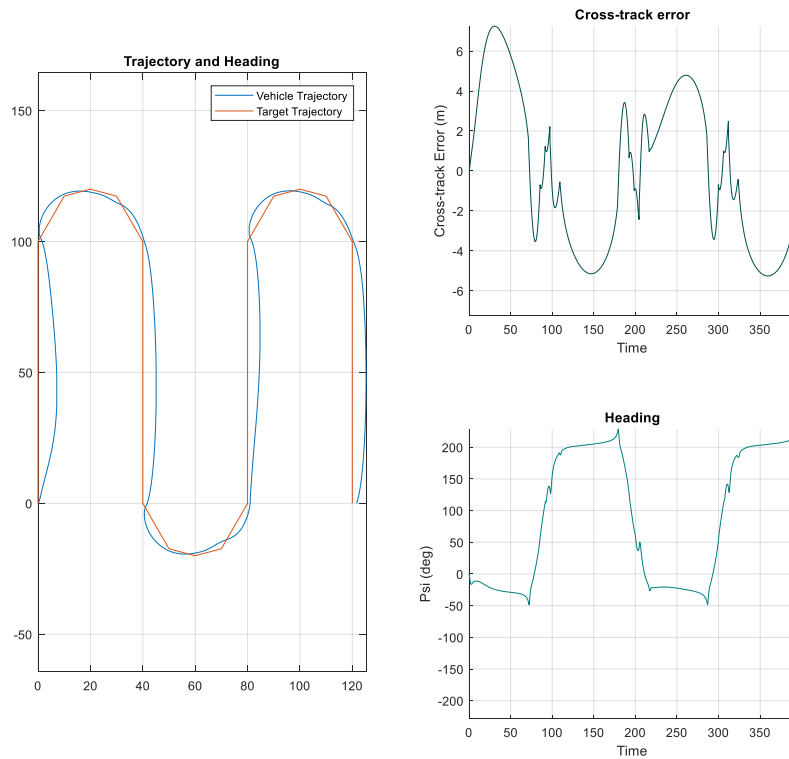 Trajectory and Heading
150
100
50
0
-50
0 20 40 60 80 100 120
Vehicle Trajectory
Target Trajectory
Cross-track error
Cross-track Error (m)
6
4
2
0
-2
-4
-6
0 50 100 150 200 250 300 350
Time
Heading
Psi (deg)
200
150
100
50
0
-50
-100
-150
-200
0 50 100 150 200 250 300 350
Time